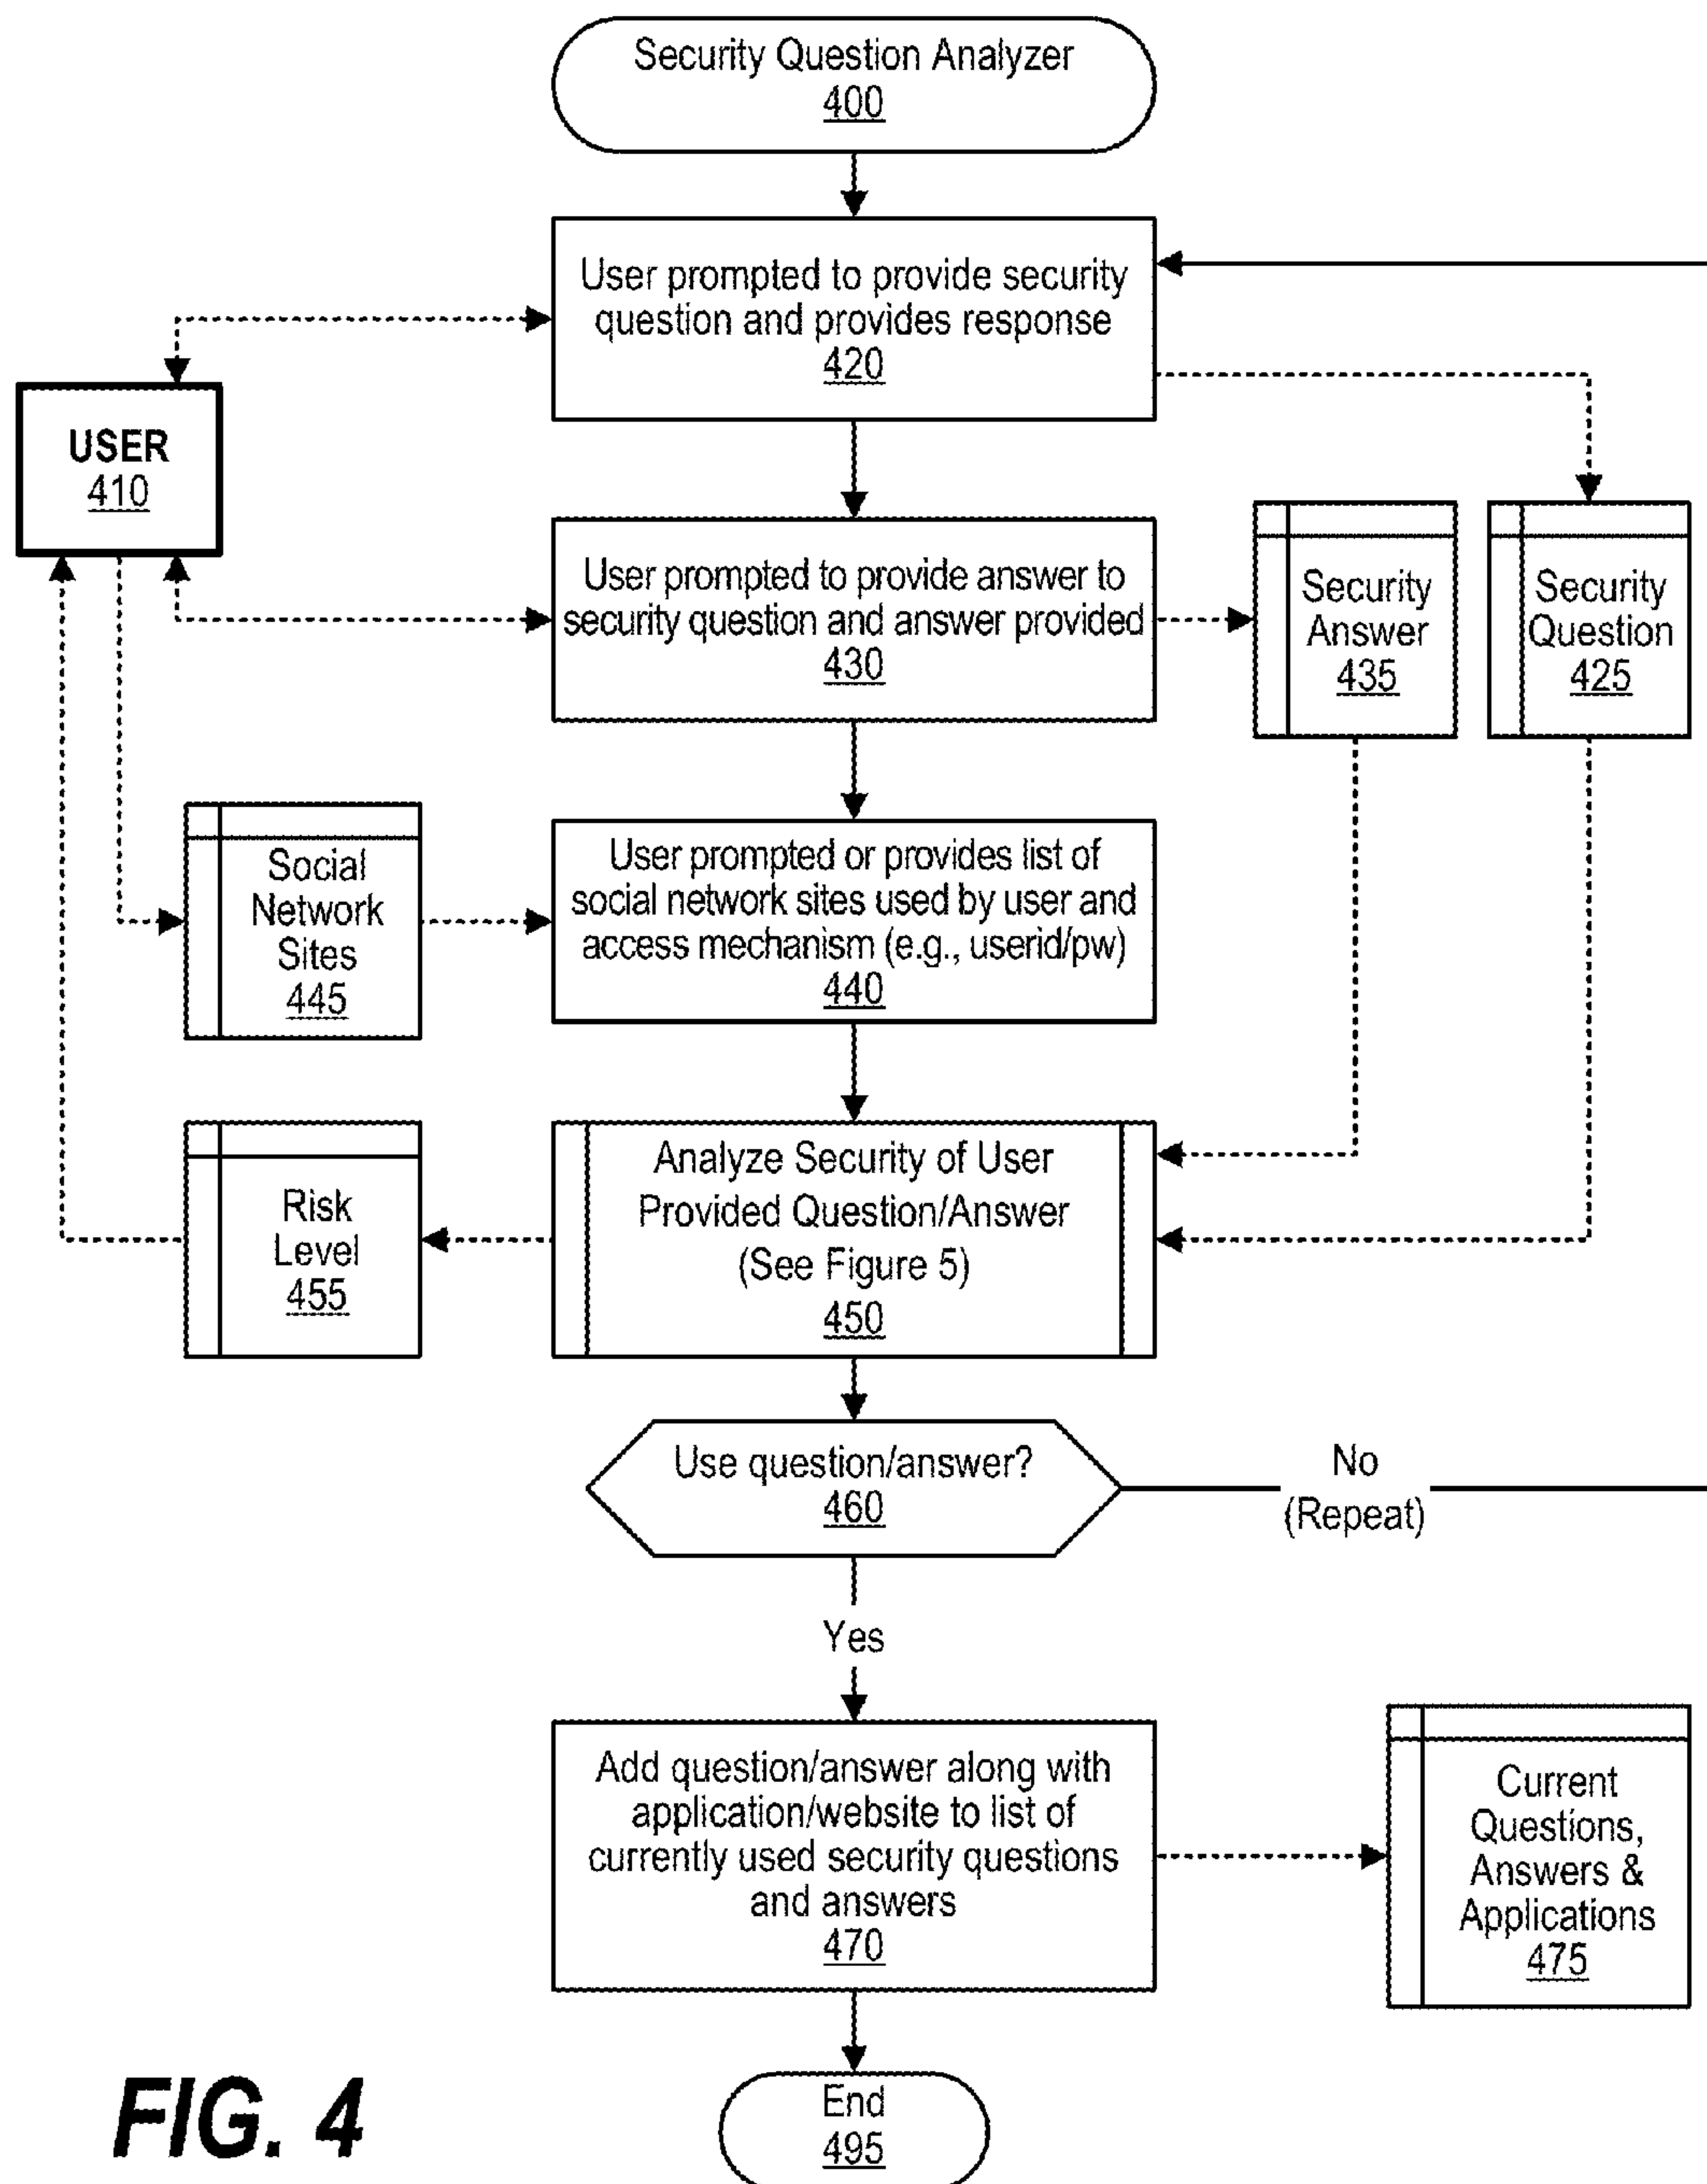 Security Question Analyzer
400
User prompted to provide security
question and provides response
420
USER
410
User prompted to provide answer to
security question and answer provided
430
Security
Answer
435
Security
Question
425
Social
Network
Sites
445
User prompted or provides list of
social network sites used by user and
access mechanism (e.g., userid/pw)
440
Risk
Level
455
Analyze Security of User
Provided Question/Answer
(See Figure 5)
450
Use question/answer?
460
No
(Repeat)
Yes
Add question/answer along with
application/website to list of
currently used security questions
and answers
470
Current
Questions,
Answers &
Applications
475
End
495
FIG. 4